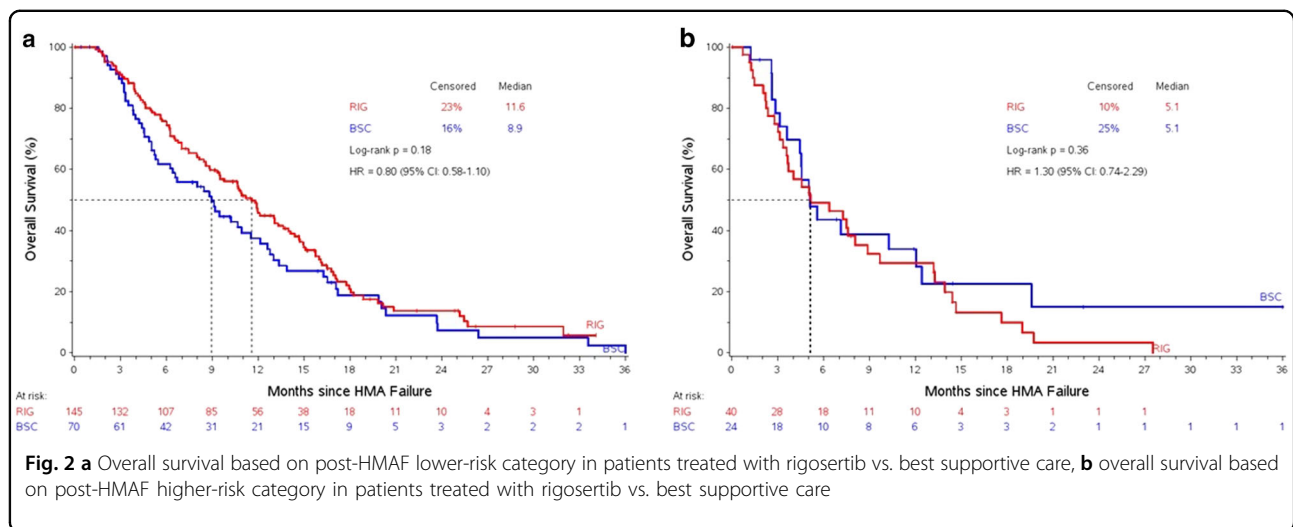 a
100
80
60
40
20
0
Overall Survival (%)
Censored Median
RIG 23% 11.6
BSC 16% 8.9
Log-rank p = 0.18
HR = 0.80 (95% CI: 0.58-1.10)
RIG
BSC
0 3 6 9 12 15 18 21 24 27 30 33 36
Months since HMA Failure
At risk:
RIG 145 132 107 85 56 38 18 11 10 4 3 1
BSC 70 61 42 31 21 15 9 5 3 2 2 2 1
b
100
80
60
40
20
0
Overall Survival (%)
Censored Median
RIG 10% 5.1
BSC 25% 5.1
Log-rank p = 0.36
HR = 1.30 (95% CI: 0.74-2.29)
BSC
RIG
0 3 6 9 12 15 18 21 24 27 30 33 36
Months since HMA Failure
At risk:
RIG 40 28 18 11 10 4 3 1 1 1
BSC 24 18 10 8 6 3 3 2 1 1 1 1 1
Fig. 2 a Overall survival based on post-HMAF lower-risk category in patients treated with rigosertib vs. best supportive care, b overall survival based
on post-HMAF higher-risk category in patients treated with rigosertib vs. best supportive care